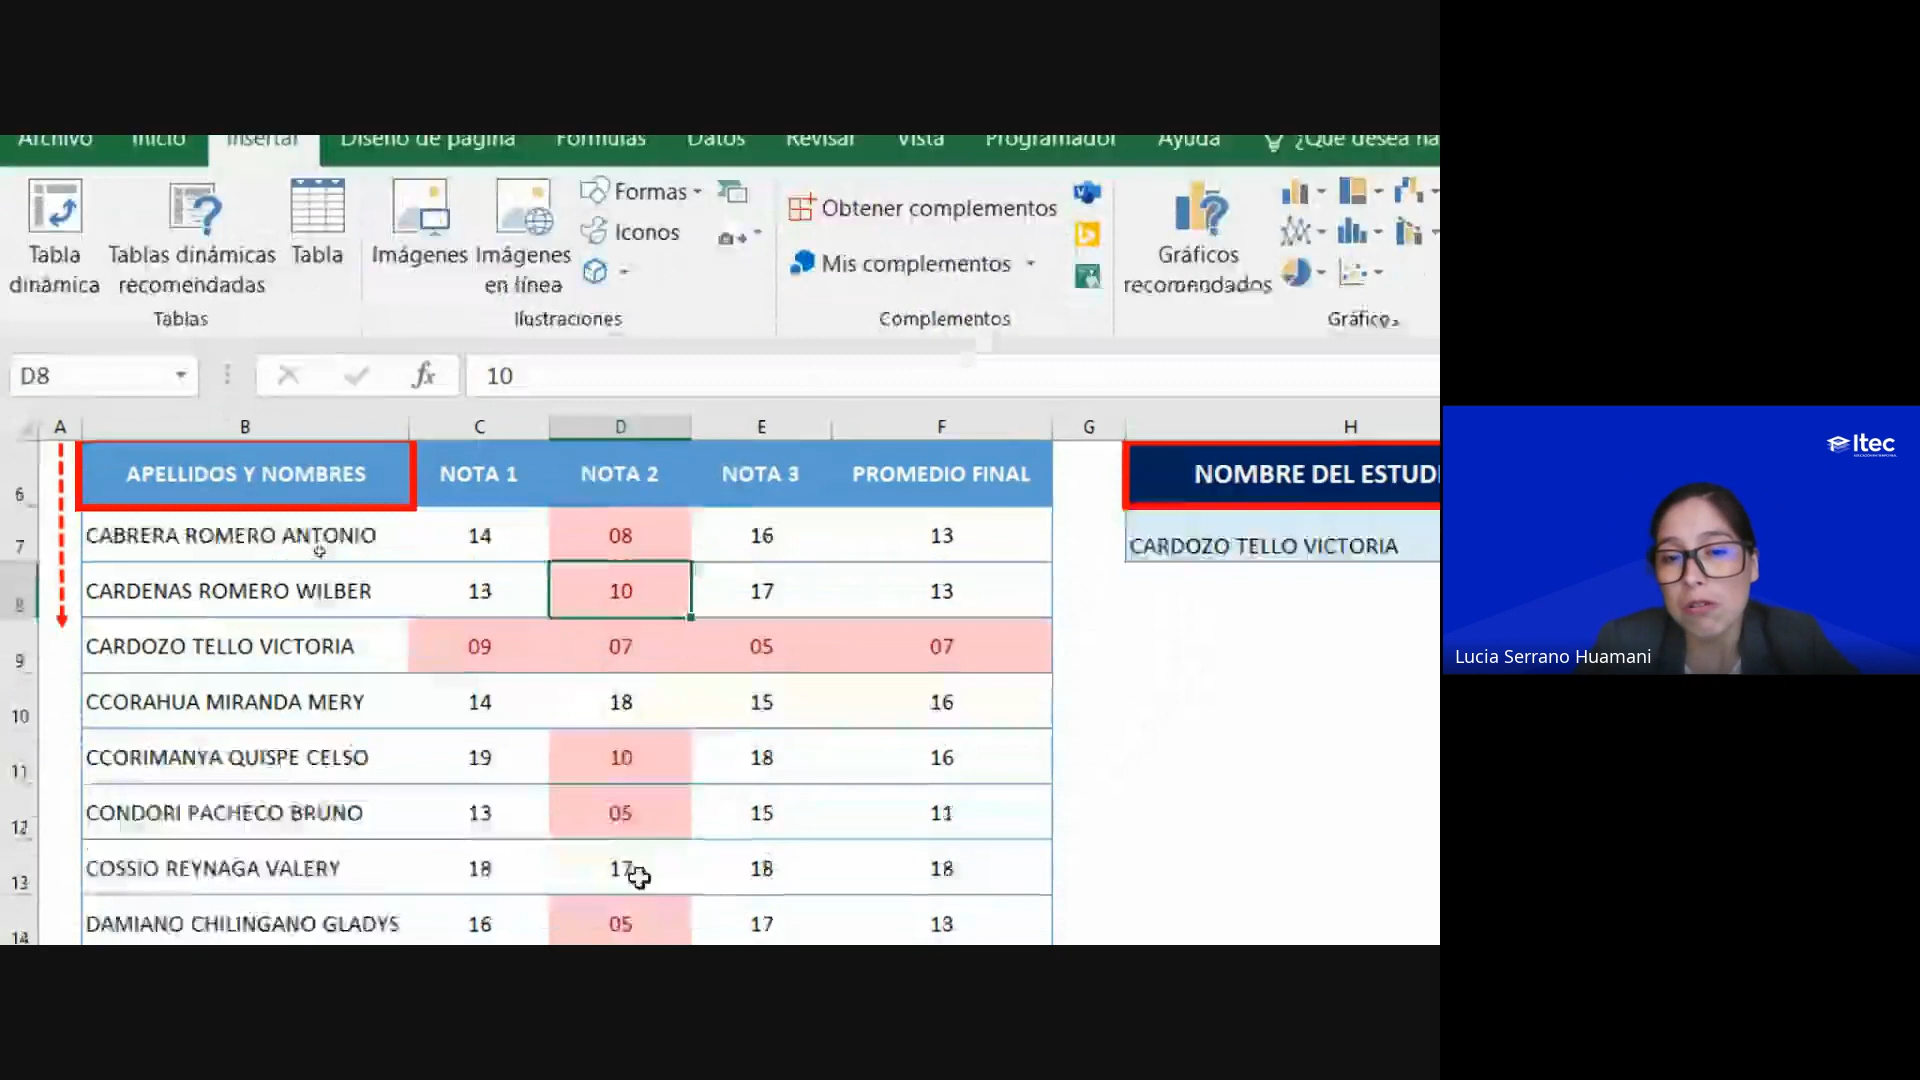 Archivo Inicio Insertar Diseño de página Fórmulas Datos Revisar Vista Programador Ayuda ¿Qué desea ha
Tabla dinámica
Tablas dinámicas recomendadas
Tabla
Tablas
Imágenes
Imágenes en línea
Formas
Iconos
Ilustraciones
Obtener complementos
Mis complementos
Complementos
Gráficos recomendados
Gráficos
D8 fx 10
A B C D E F G H
6 APELLIDOS Y NOMBRES NOTA 1 NOTA 2 NOTA 3 PROMEDIO FINAL NOMBRE DEL ESTUDI
7 CABRERA ROMERO ANTONIO 14 08 16 13 CARDOZO TELLO VICTORIA
8 CARDENAS ROMERO WILBER 13 10 17 13
9 CARDOZO TELLO VICTORIA 09 07 05 07
10 CCORAHUA MIRANDA MERY 14 18 15 16
11 CCORIMANYA QUISPE CELSO 19 10 18 16
12 CONDORI PACHECO BRUNO 13 05 15 11
13 COSSIO REYNAGA VALERY 18 17 18 18
14 DAMIANO CHILINGANO GLADYS 16 05 17 13
Itec
Lucia Serrano Huamani